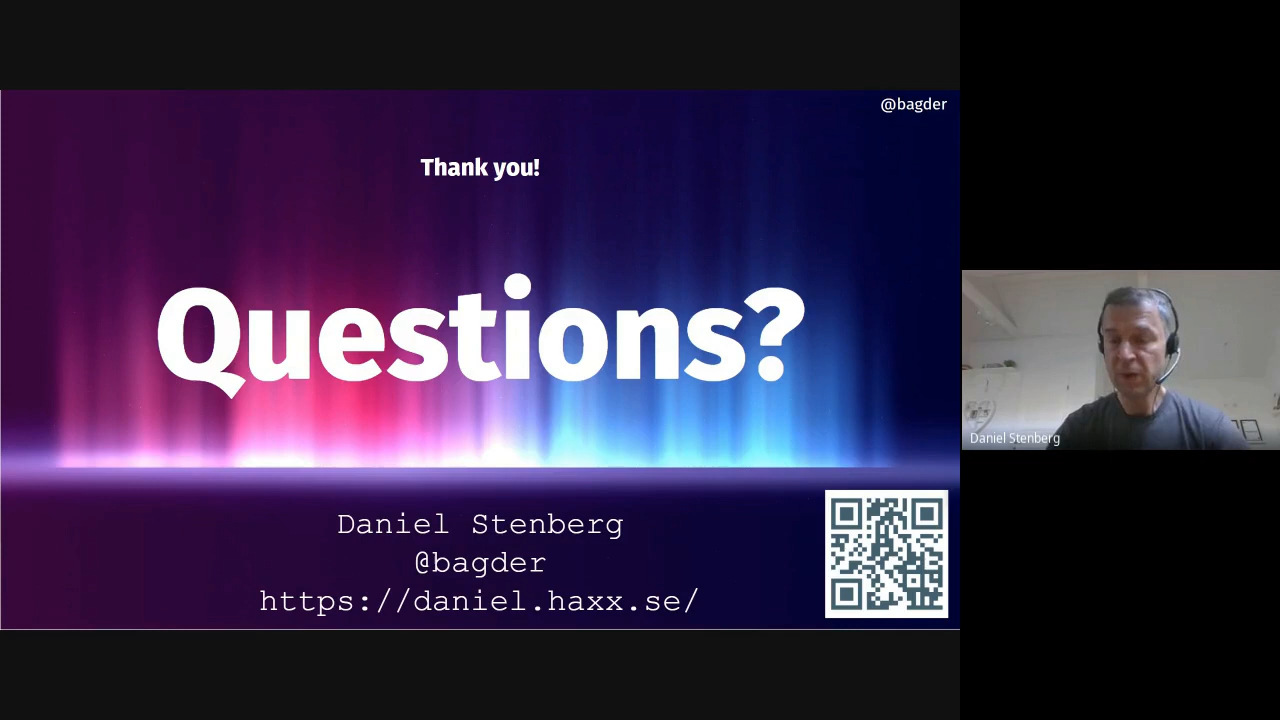 @bagder
Thank you!
Questions?
Daniel Stenberg
@bagder
https://daniel.haxx.se/
Daniel Stenberg